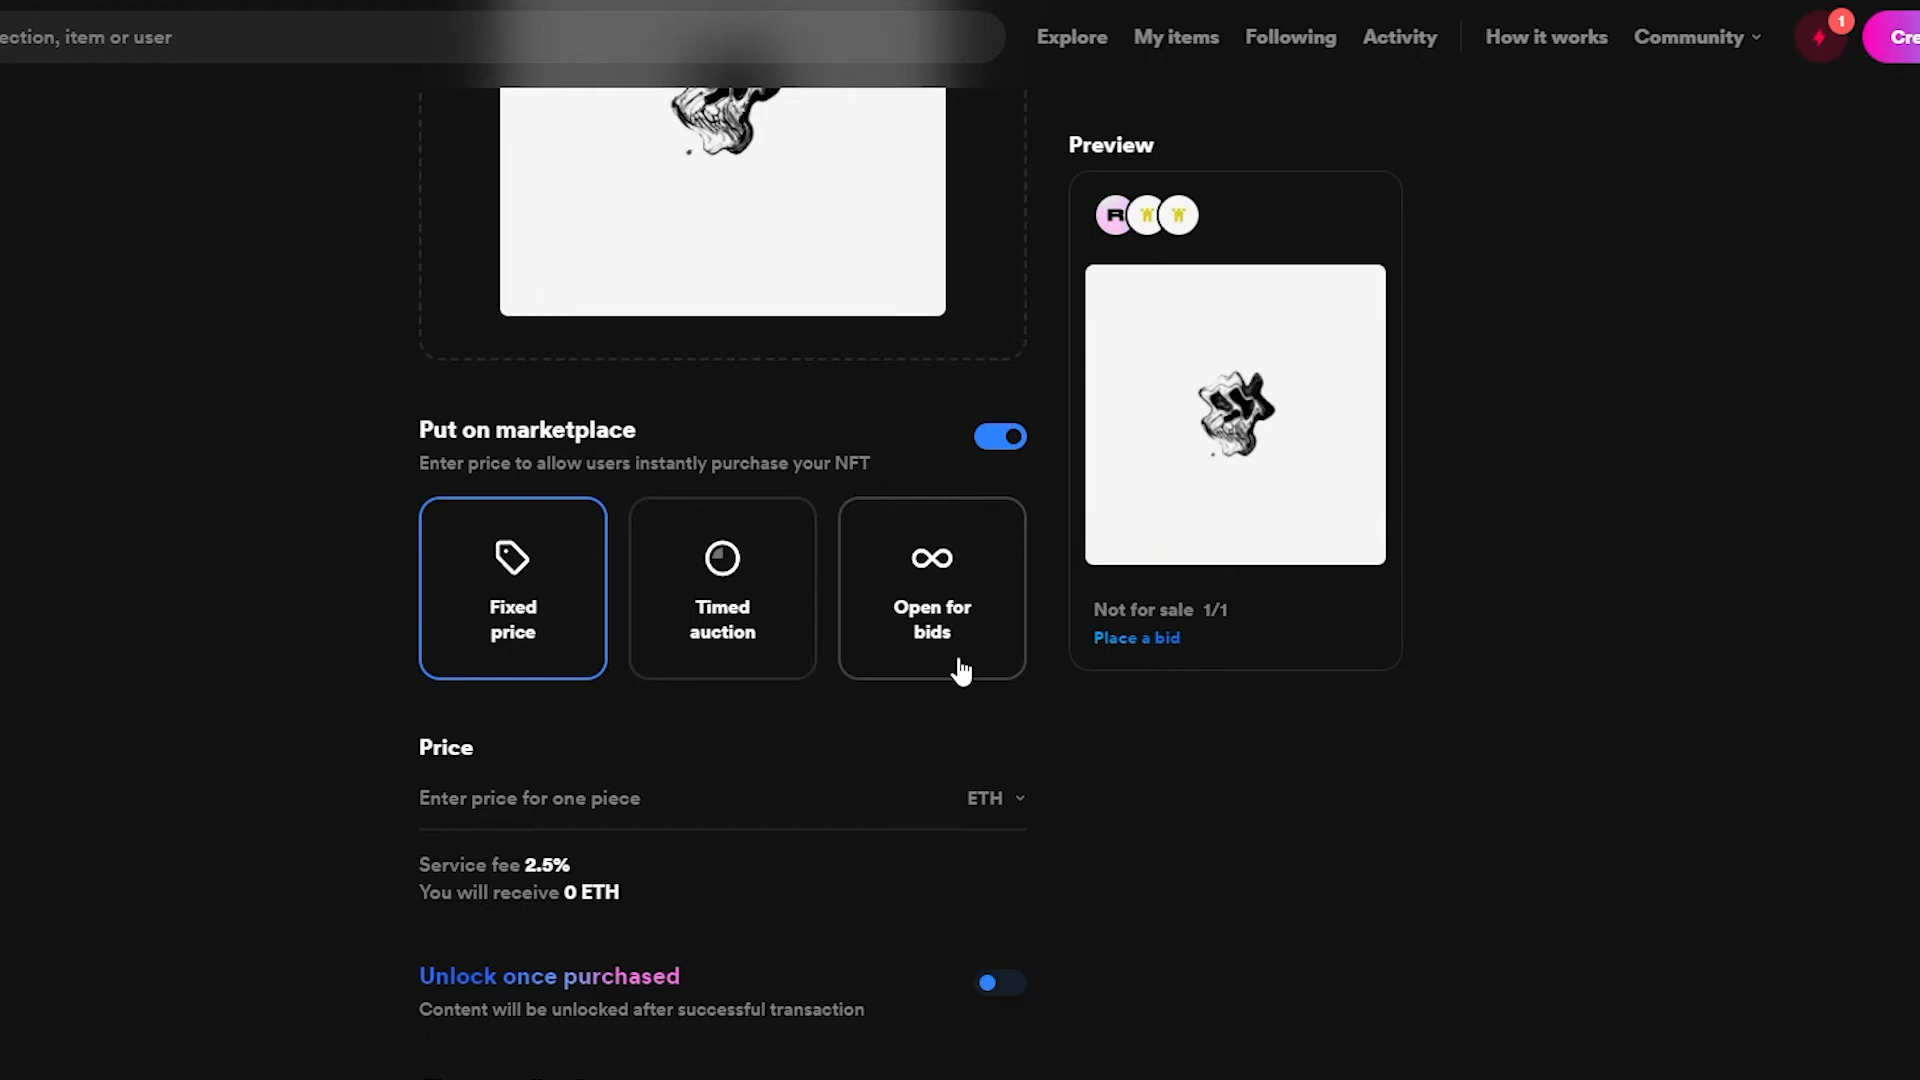 ection, item or user
Explore
My items
Following
Activity
How it works
Community
1
Cre
Preview
R
Put on marketplace
Enter price to allow users instantly purchase your NFT
Fixed
price
Timed
auction
Open for
bids
Not for sale 1/1
Place a bid
Price
Enter price for one piece
ETH
Service fee 2.5%
You will receive 0 ETH
Unlock once purchased
Content will be unlocked after successful transaction